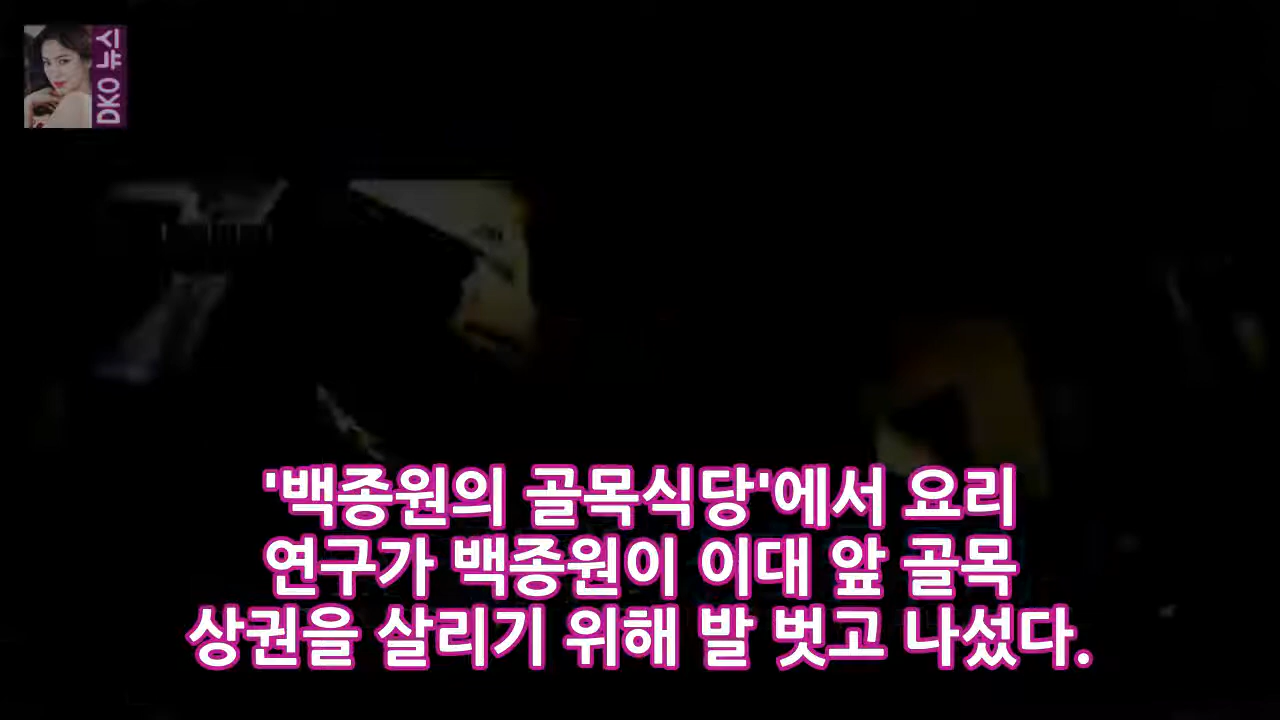 DKO 뉴스
'백종원의 골목식당'에서 요리
연구가 백종원이 이대 앞 골목
상권을 살리기 위해 발 벗고 나섰다.